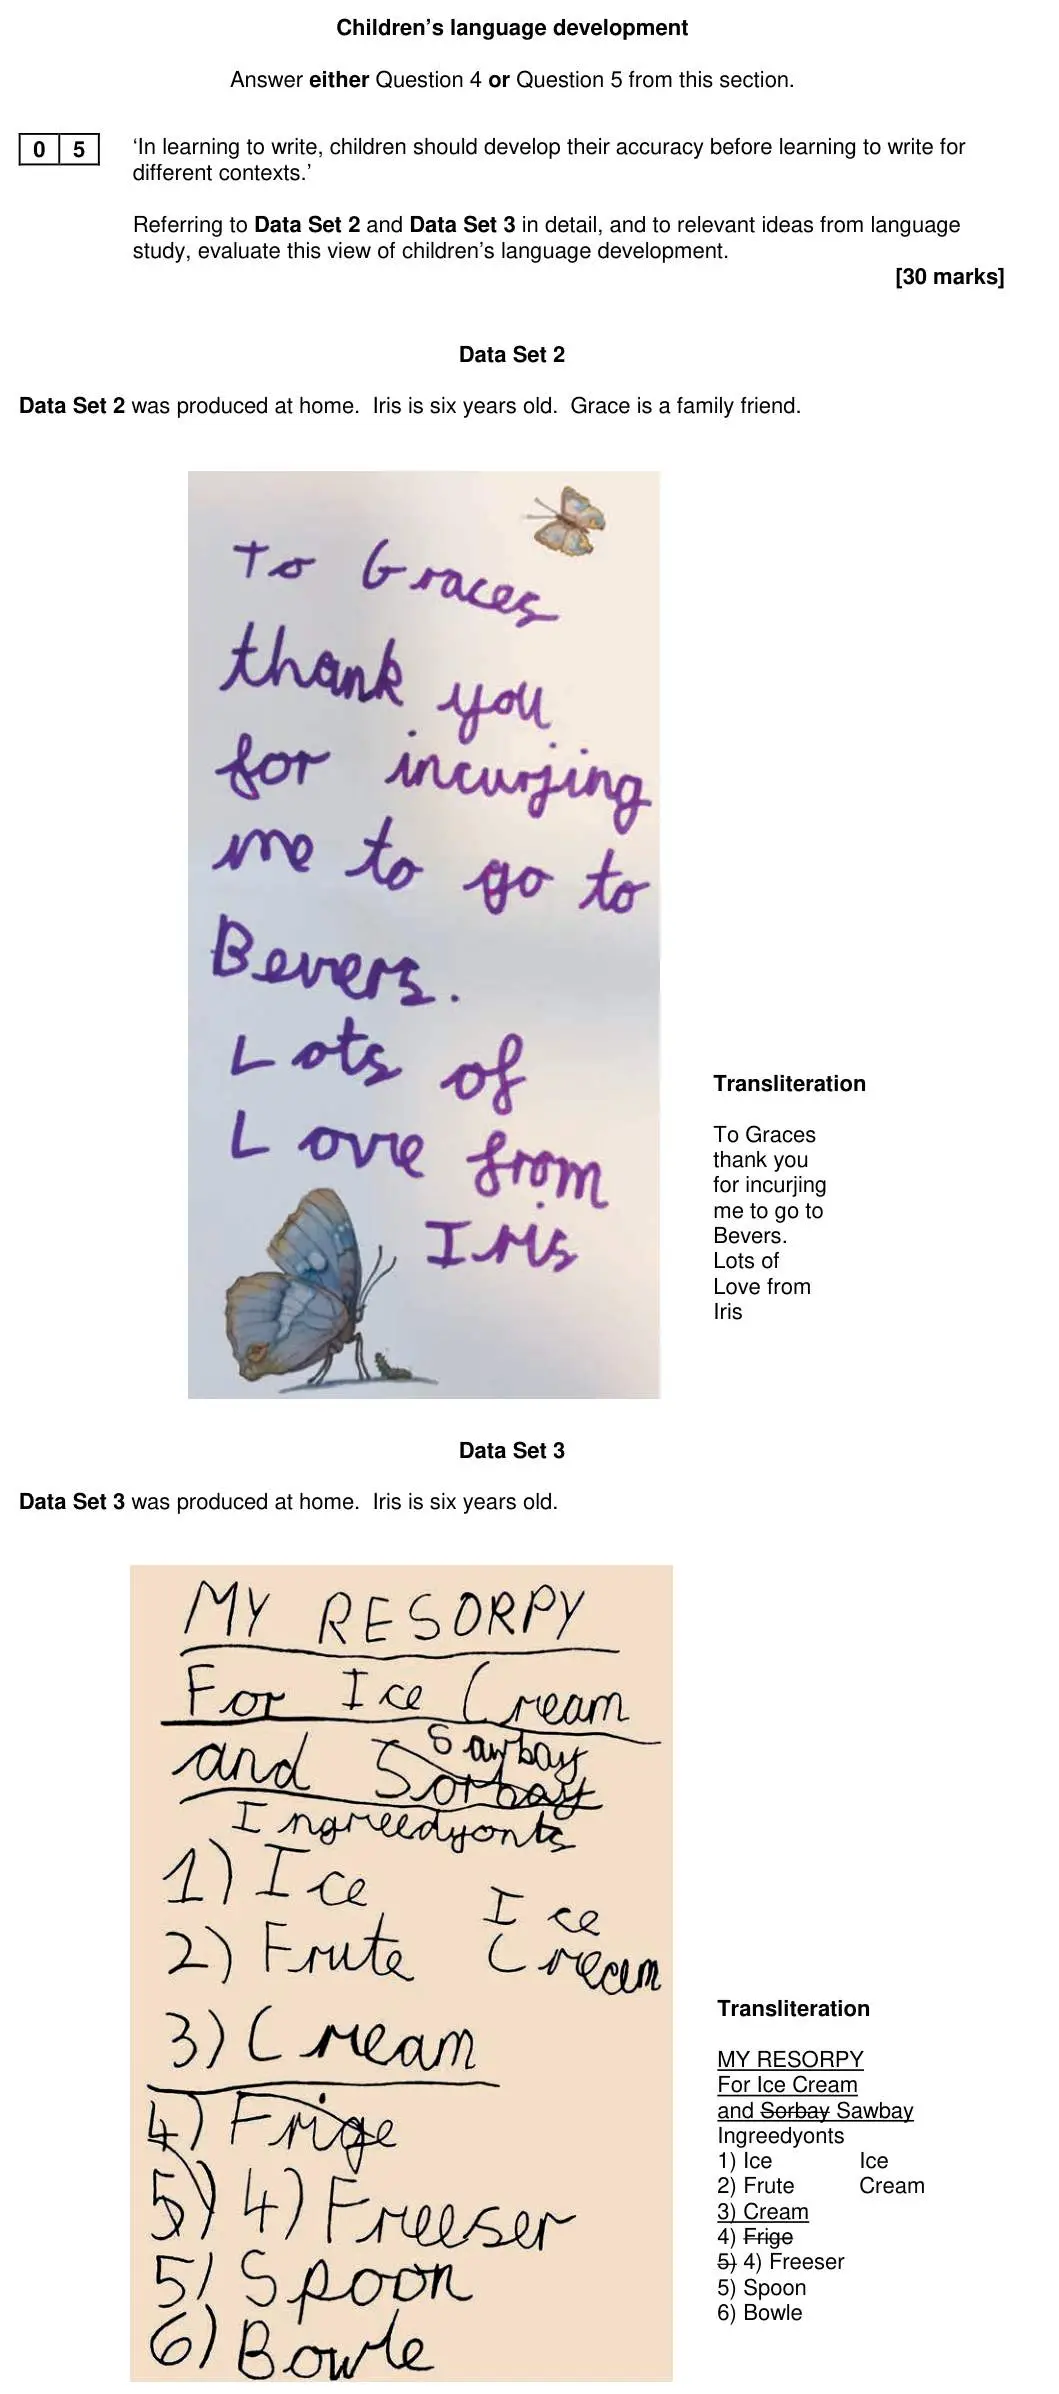 Children’s language development
Answer either Question 4 or Question 5 from this section.
0 5
‘In learning to write, children should develop their accuracy before learning to write for
different contexts.’
Referring to Data Set 2 and Data Set 3 in detail, and to relevant ideas from language
study, evaluate this view of children’s language development.
[30 marks]
Data Set 2
Data Set 2 was produced at home. Iris is six years old. Grace is a family friend.
To Graces
thank you
for incurjing
me to go to
Bevers.
Lots of
Love from
Iris
Transliteration
To Graces
thank you
for incurjing
me to go to
Bevers.
Lots of
Love from
Iris
Data Set 3
Data Set 3 was produced at home. Iris is six years old.
MY RESORPY
For Ice Cream
Sawbay
and Sorbay
Ingreedyonts
1) Ice
2) Frute
Ice
Cream
3) Cream
4) Frige
5) 4) Freeser
5) Spoon
6) Bowle
Transliteration
MY RESORPY
For Ice Cream
and Sorbay Sawbay
Ingreedyonts
1) Ice Ice
2) Frute Cream
3) Cream
4) Frige
5) 4) Freeser
5) Spoon
6) Bowle